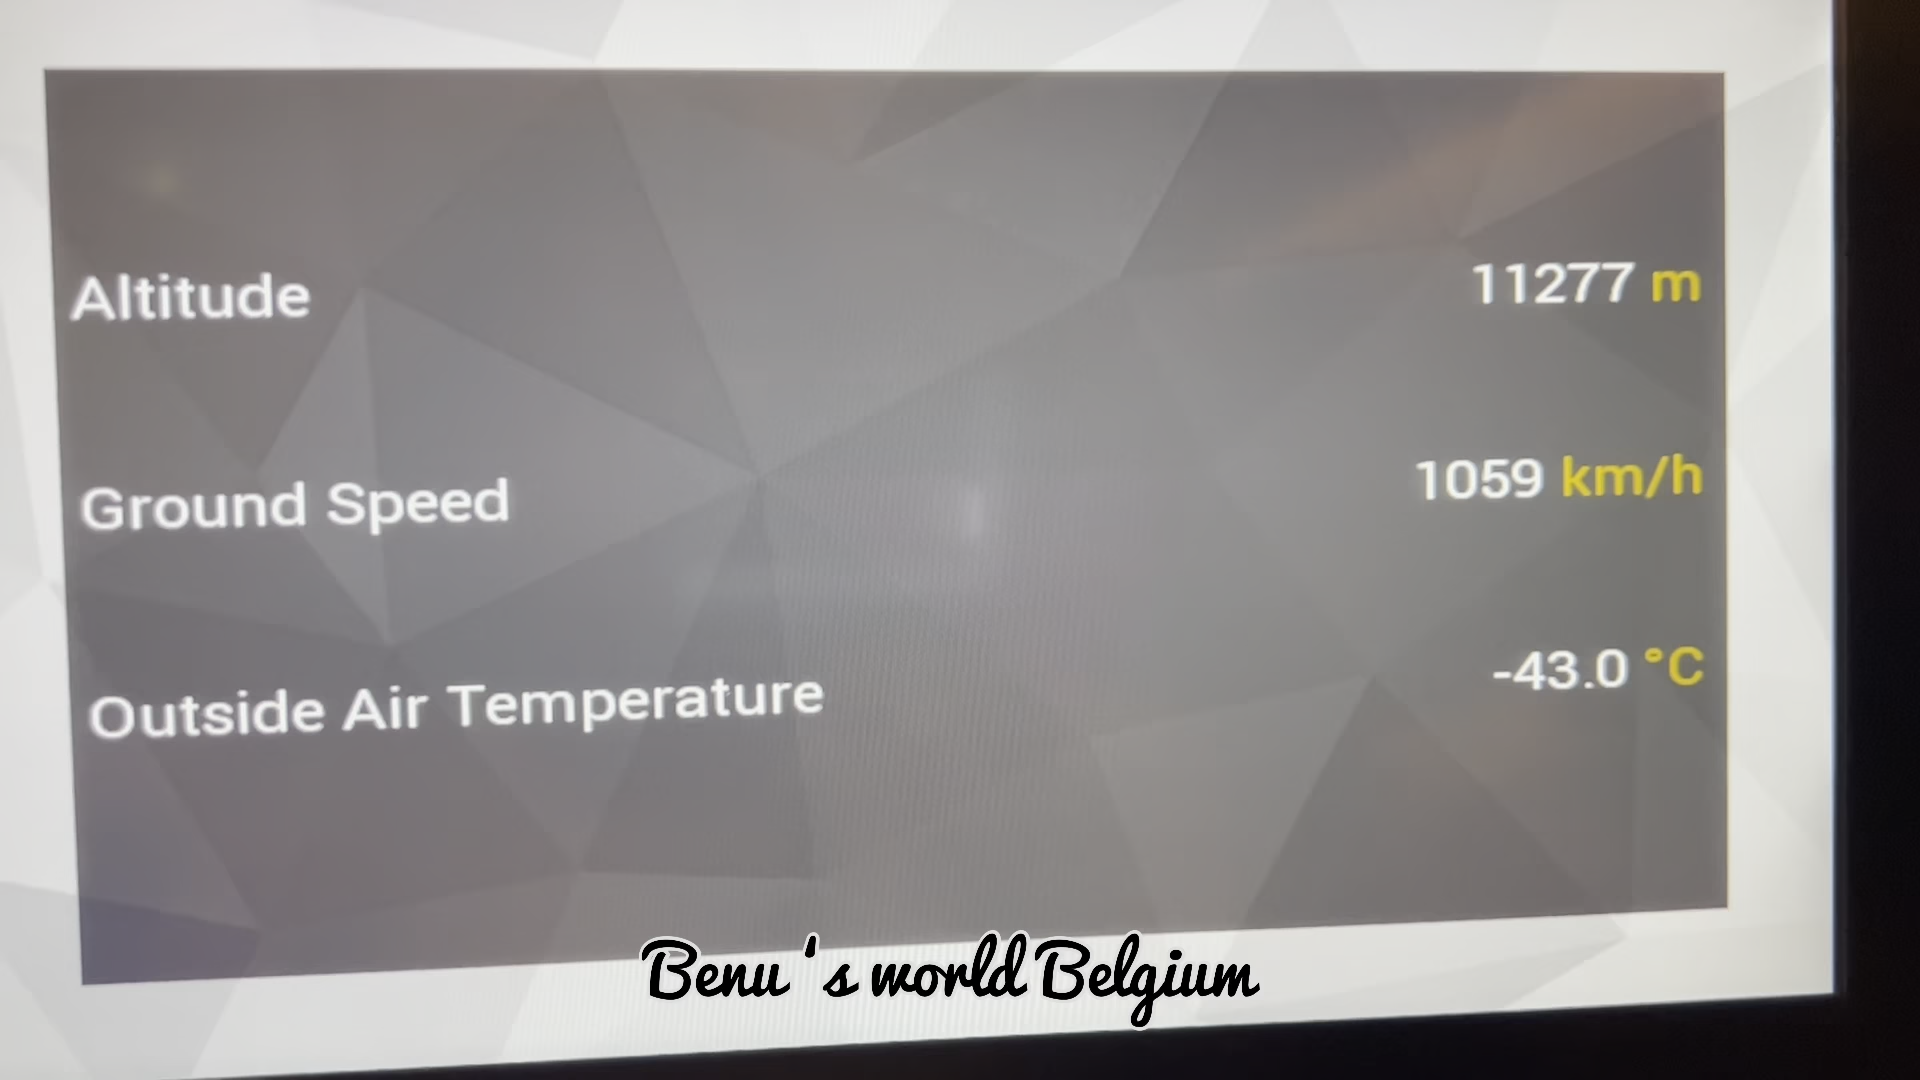 Altitude 11277 m
Ground Speed 1059 km/h
Outside Air Temperature -43.0 °C
Benu 's world Belgium